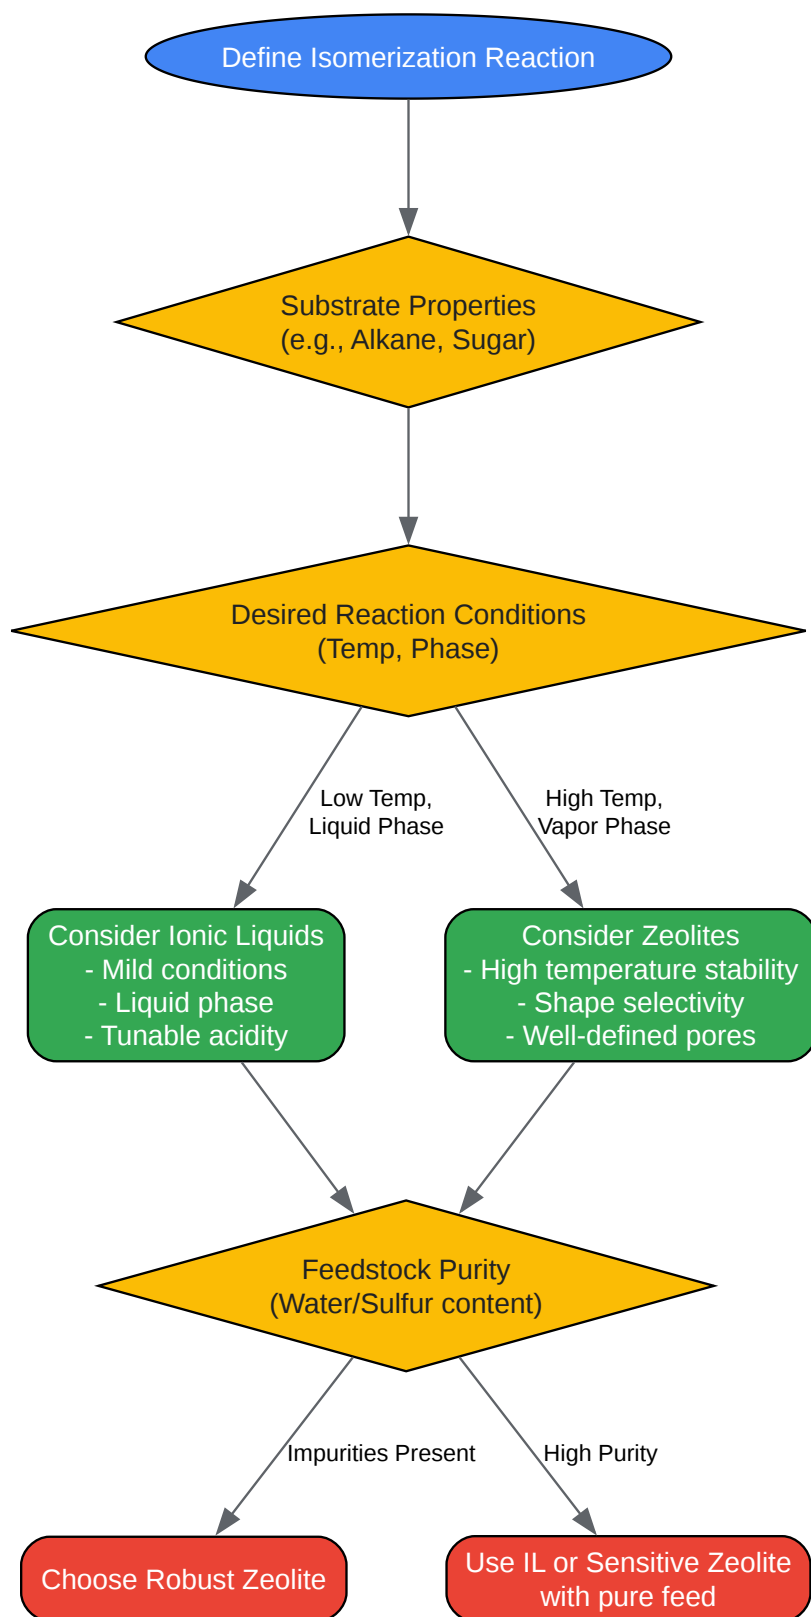 Define Isomerization Reaction
Substrate Properties
(e.g., Alkane, Sugar)
Desired Reaction Conditions
(Temp, Phase)
Low Temp,
Liquid Phase
High Temp,
Vapor Phase
Consider Ionic Liquids
- Mild conditions
- Liquid phase
- Tunable acidity
Consider Zeolites
- High temperature stability
- Shape selectivity
- Well-defined pores
Feedstock Purity
(Water/Sulfur content)
Impurities Present
High Purity
Choose Robust Zeolite
Use IL or Sensitive Zeolite
with pure feed